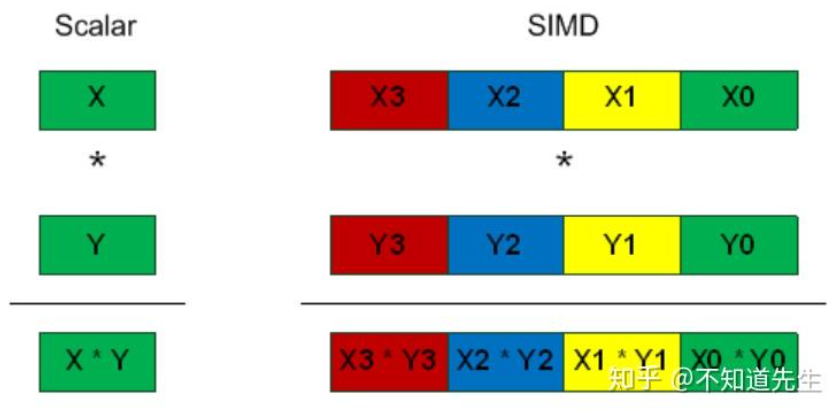 Scalar SIMD
X X3 X2 X1 X0
* *
Y Y3 Y2 Y1 Y0
X * Y X3 * Y3 X2 * Y2 X1 * Y1 X0 * Y0
知乎 @不知道先生